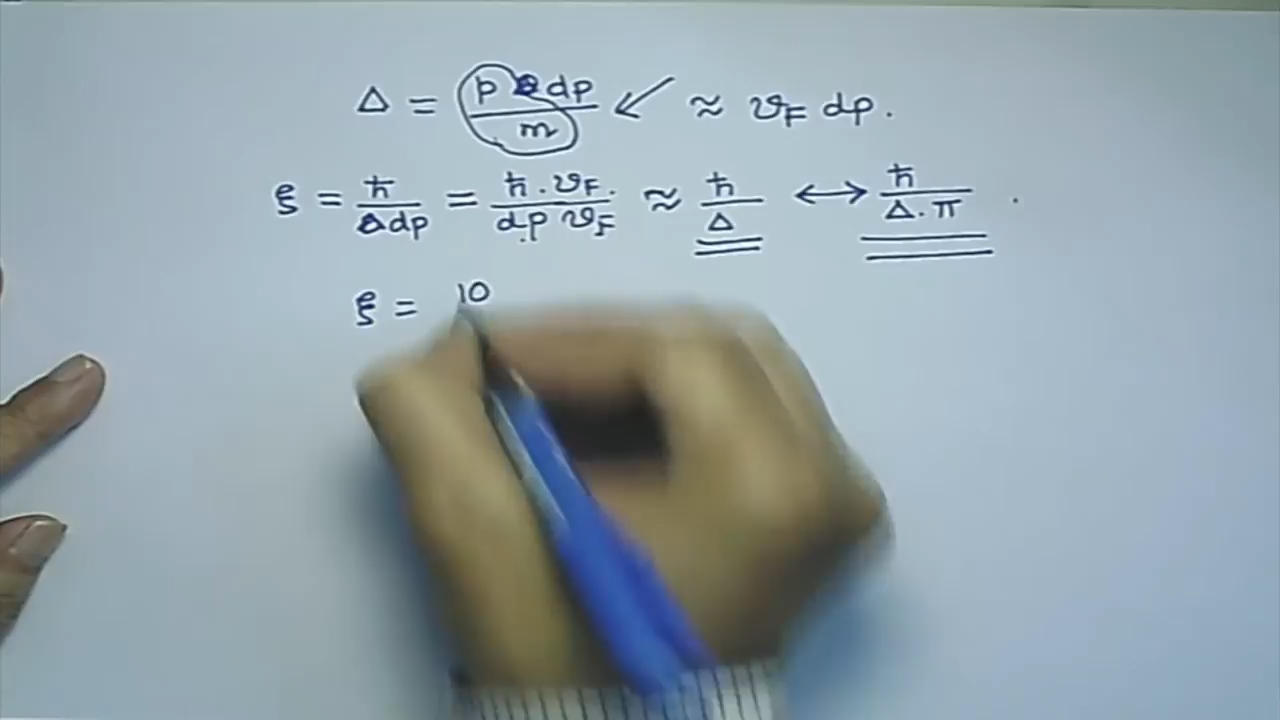 Δ = p dp / m ≈ v_F dp.
ξ = ħ / dp = ħ . v_F. / dp v_F ≈ ħ / Δ ↔ ħ / Δ . π .
ξ = 10